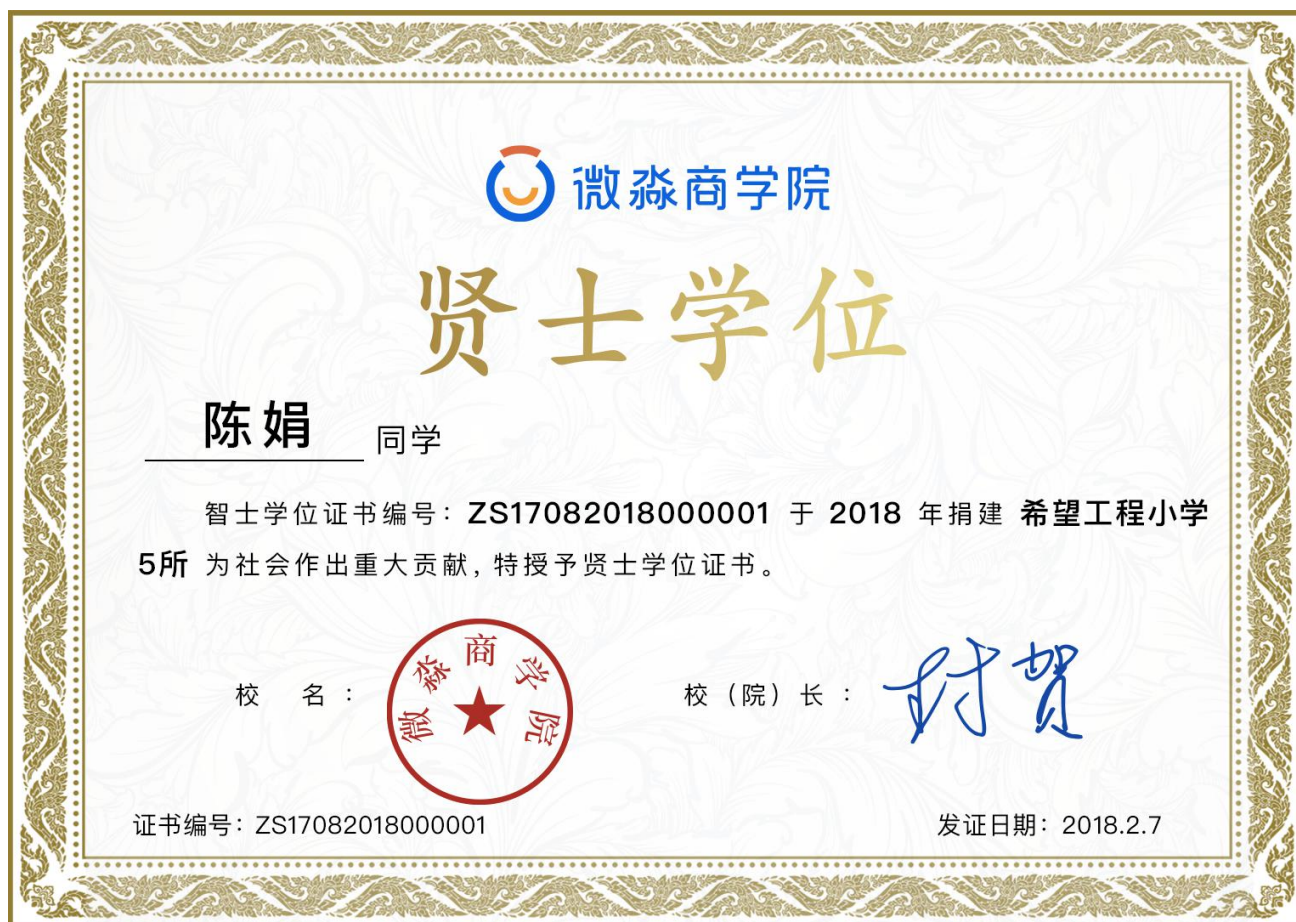 微淼商学院
贤士学位
陈娟 同学
智士学位证书编号：ZS17082018000001 于 2018 年捐建 希望工程小学
5所 为社会作出重大贡献，特授予贤士学位证书。
校 名：
微淼商学院
校（院）长：
封贺
证书编号：ZS17082018000001
发证日期：2018.2.7